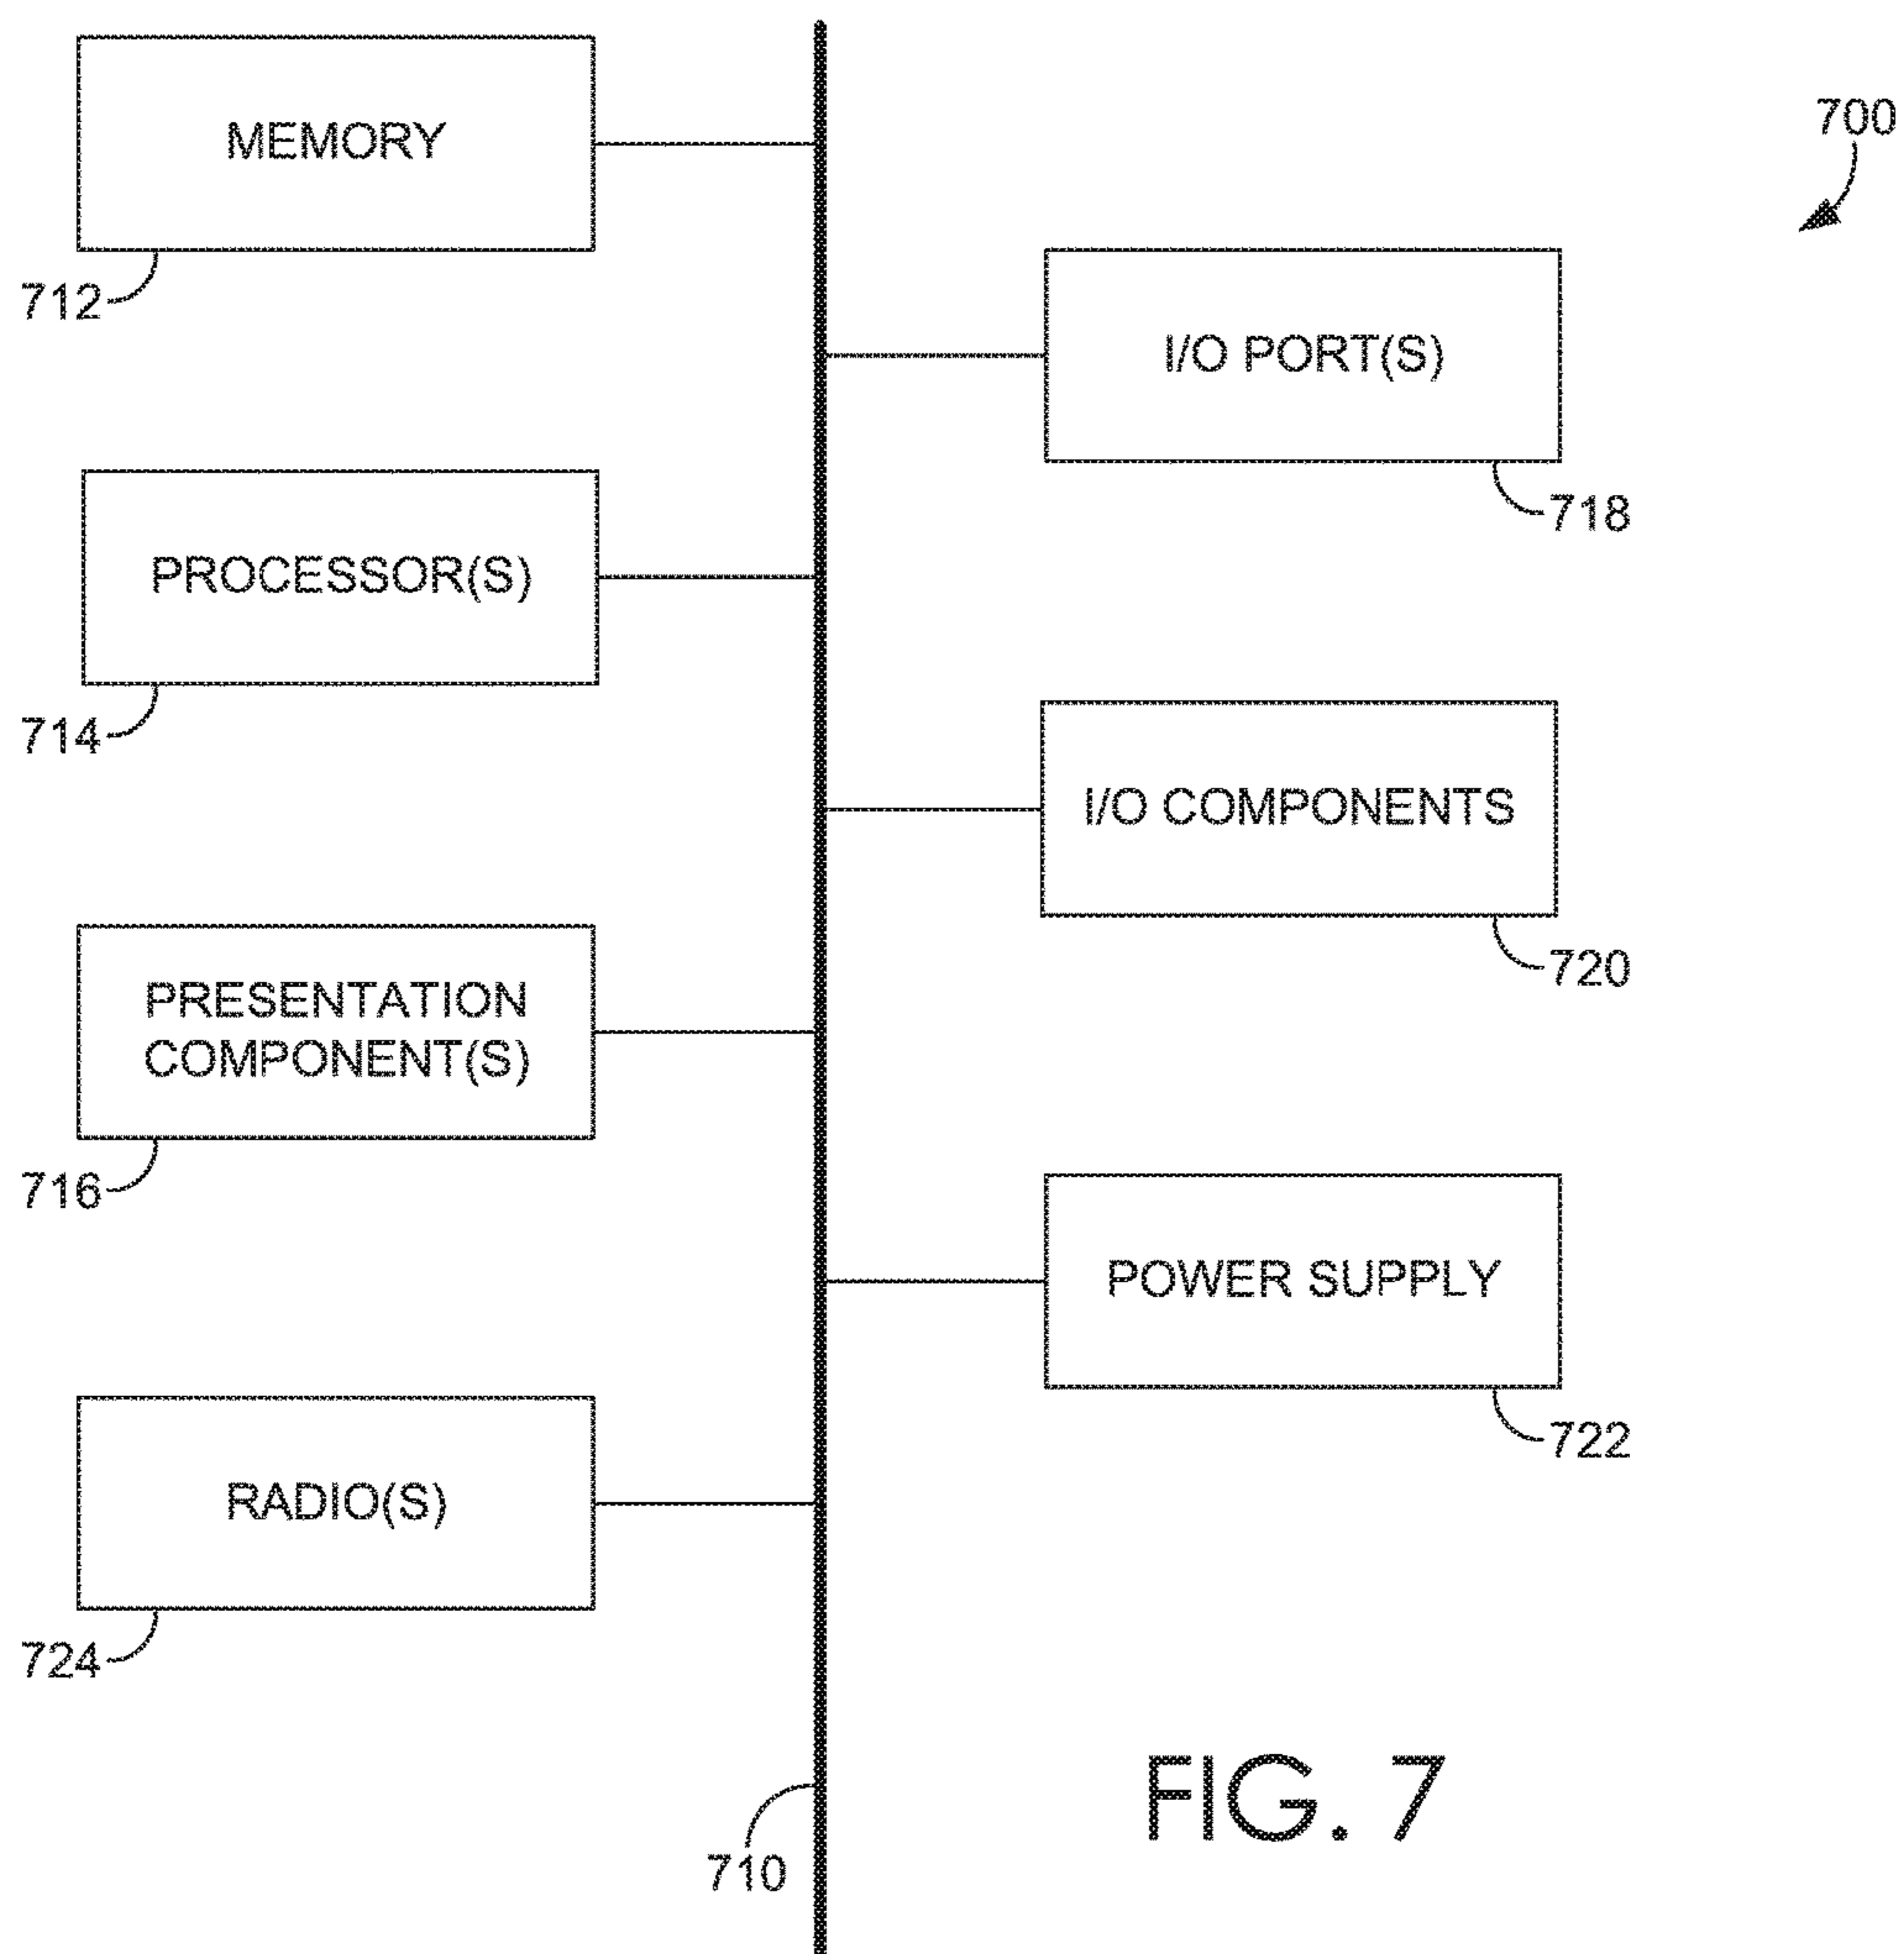 MEMORY
712
700
I/O PORT(S)
718
PROCESSOR(S)
714
I/O COMPONENTS
720
PRESENTATION
COMPONENT(S)
716
POWER SUPPLY
722
RADIO(S)
724
710
FIG. 7